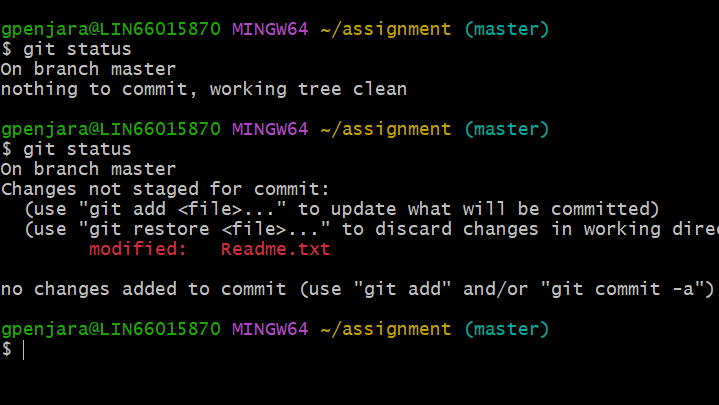 gpenjara@LIN66015870 MINGW64 ~/assignment (master)
$ git status
On branch master
nothing to commit, working tree clean
gpenjara@LIN66015870 MINGW64 ~/assignment (master)
$ git status
On branch master
Changes not staged for commit:
(use "git add <file>..." to update what will be committed)
(use "git restore <file>..." to discard changes in working direc
modified: Readme.txt
no changes added to commit (use "git add" and/or "git commit -a")
gpenjara@LIN66015870 MINGW64 ~/assignment (master)
$